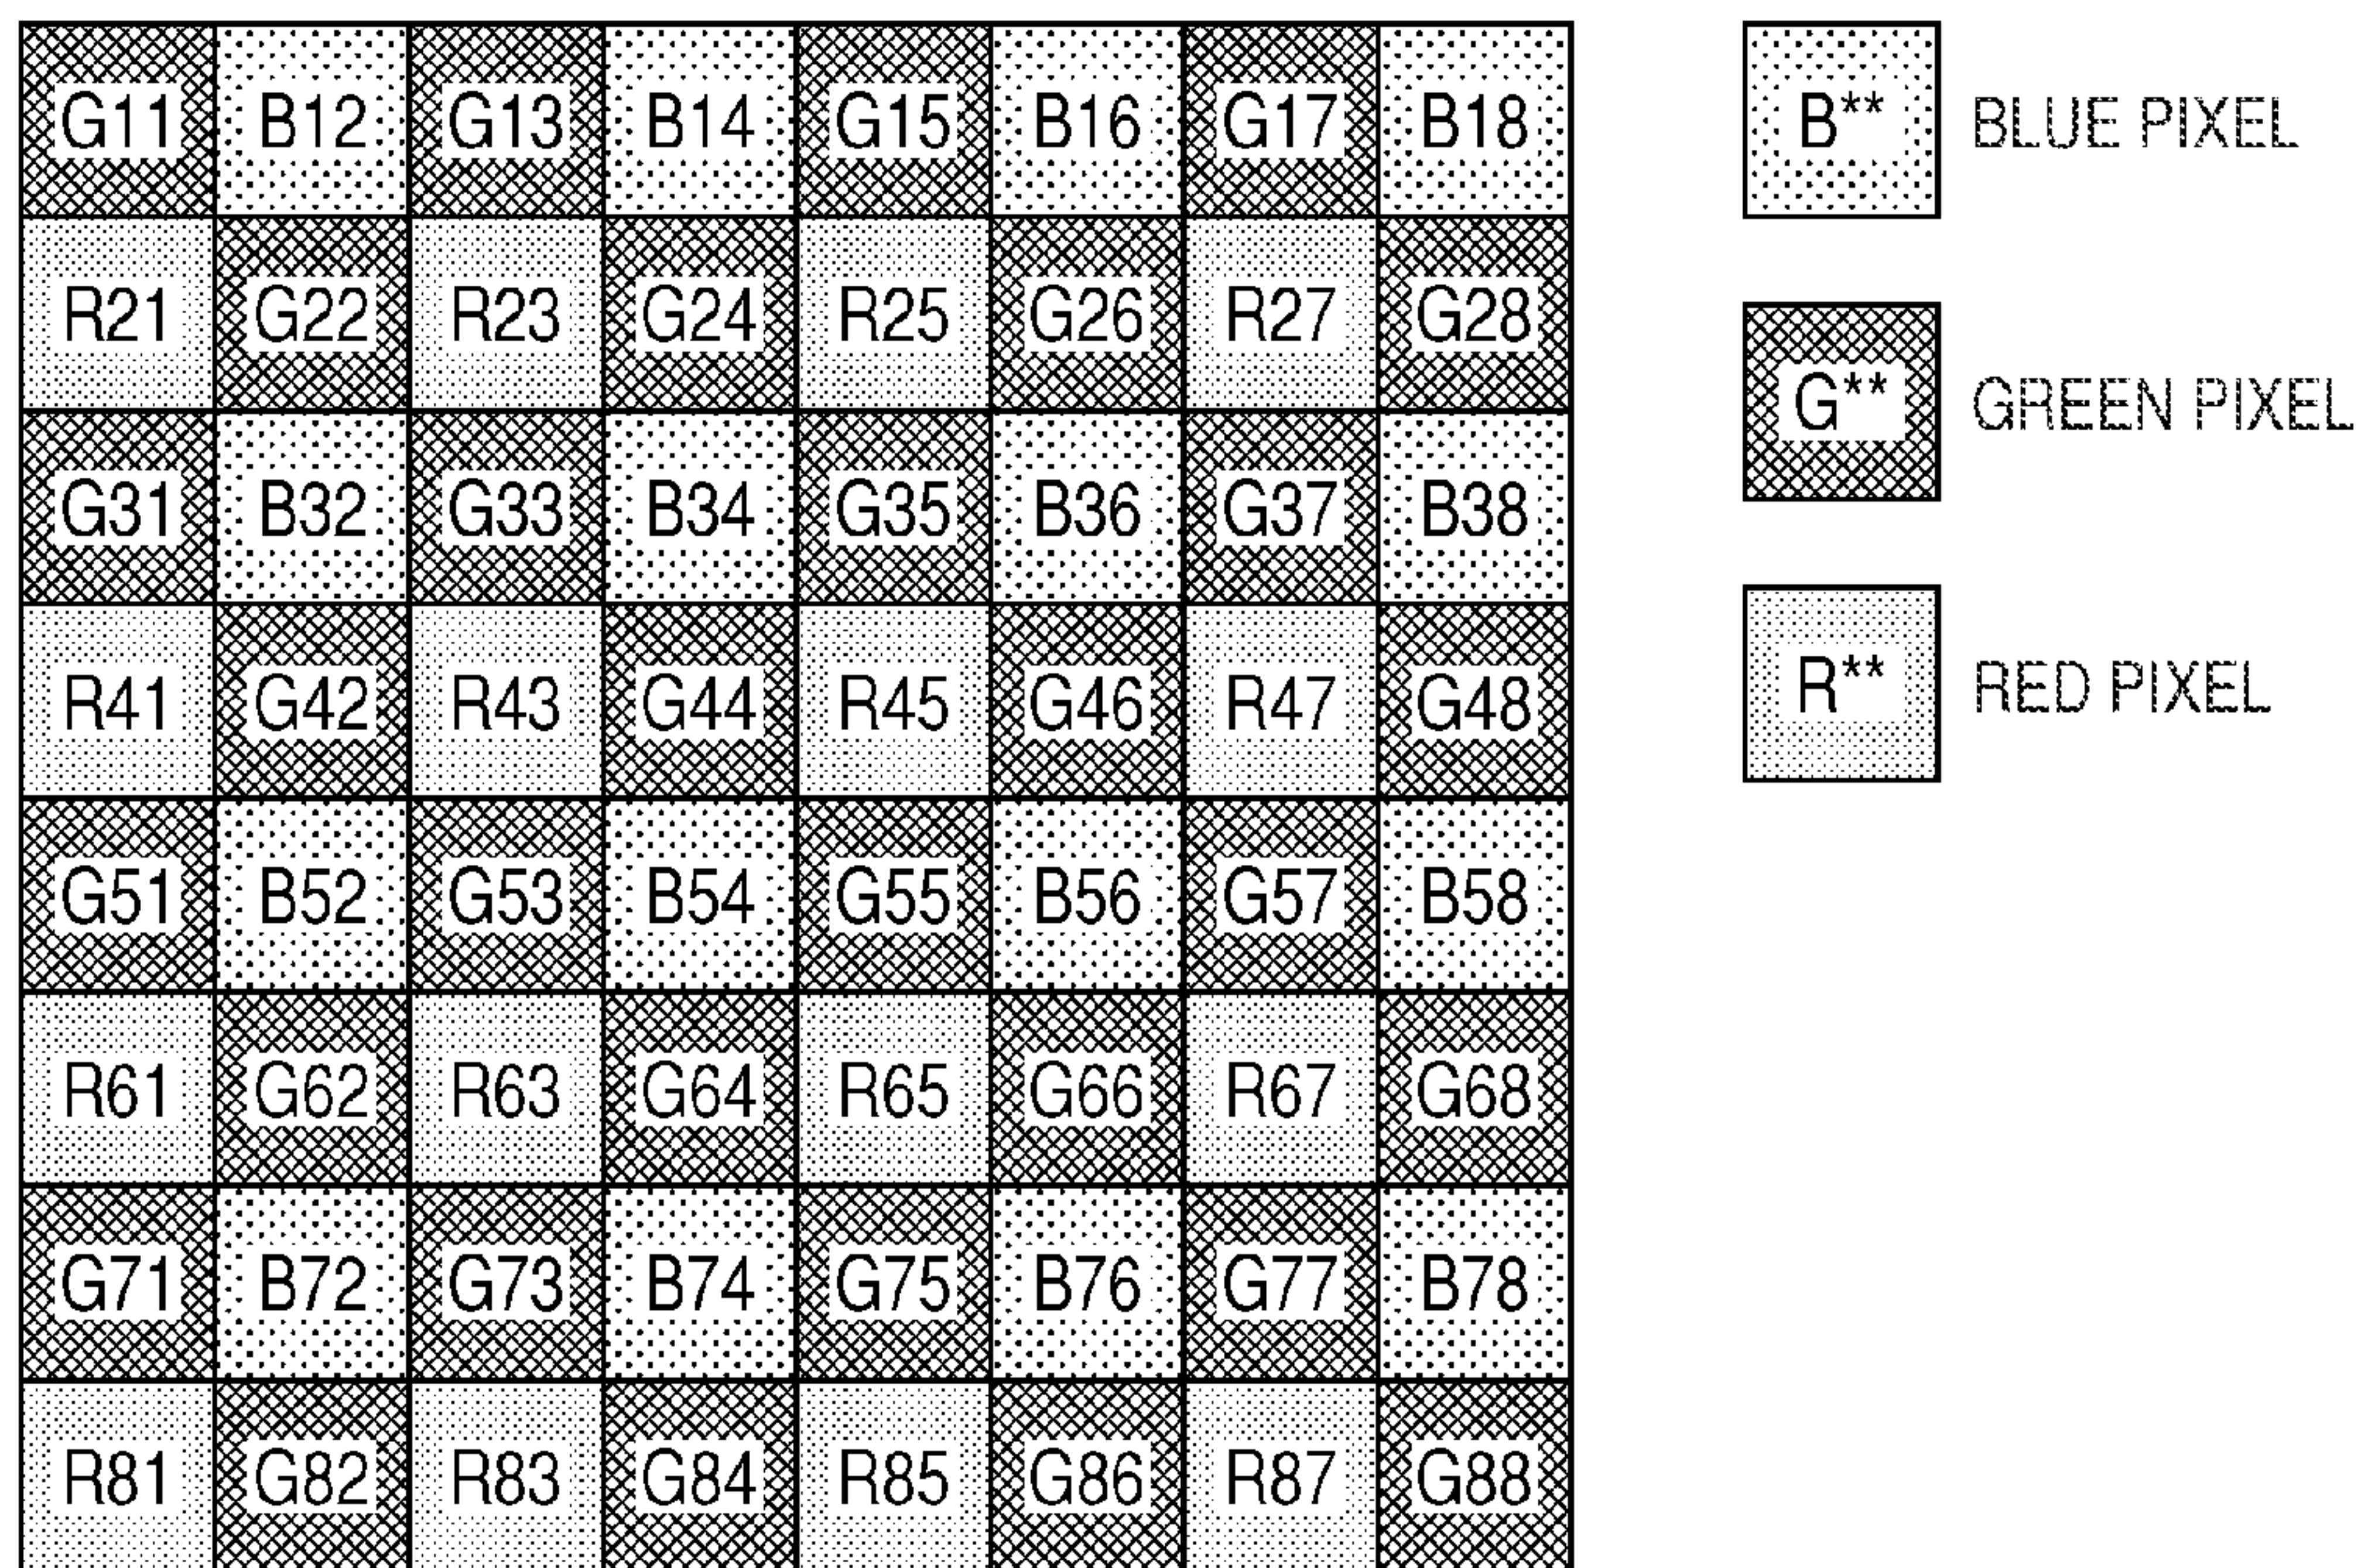 G11 B12 G13 B14 G15 B16 G17 B18
R21 G22 R23 G24 R25 G26 R27 G28
G31 B32 G33 B34 G35 B36 G37 B38
R41 G42 R43 G44 R45 G46 R47 G48
G51 B52 G53 B54 G55 B56 G57 B58
R61 G62 R63 G64 R65 G66 R67 G68
G71 B72 G73 B74 G75 B76 G77 B78
R81 G82 R83 G84 R85 G86 R87 G88
B** BLUE PIXEL
G** GREEN PIXEL
R** RED PIXEL